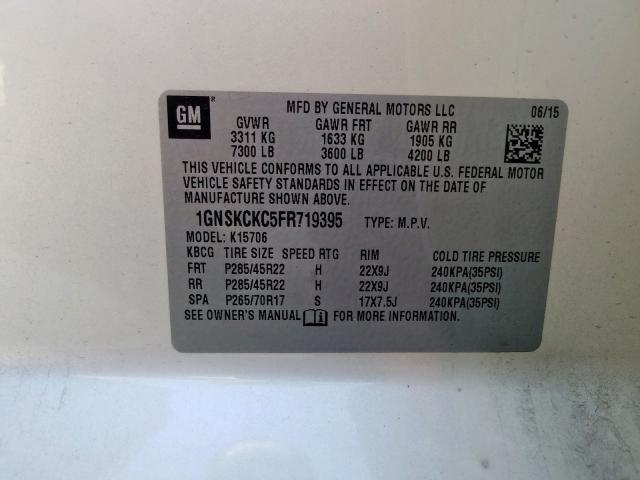 GM ®
MFD BY GENERAL MOTORS LLC 06/15
GVWR GAWR FRT GAWR RR
3311 KG 1633 KG 1905 KG
7300 LB 3600 LB 4200 LB
THIS VEHICLE CONFORMS TO ALL APPLICABLE U.S. FEDERAL MOTOR
VEHICLE SAFETY STANDARDS IN EFFECT ON THE DATE OF
MANUFACTURE SHOWN ABOVE.
1GNSKCKC5FR719395 TYPE: M.P.V.
MODEL: K15706
KBCG TIRE SIZE SPEED RTG RIM COLD TIRE PRESSURE
FRT P285/45R22 H 22X9J 240KPA(35PSI)
RR P285/45R22 H 22X9J 240KPA(35PSI)
SPA P265/70R17 S 17X7.5J 240KPA(35PSI)
SEE OWNER'S MANUAL i FOR MORE INFORMATION.